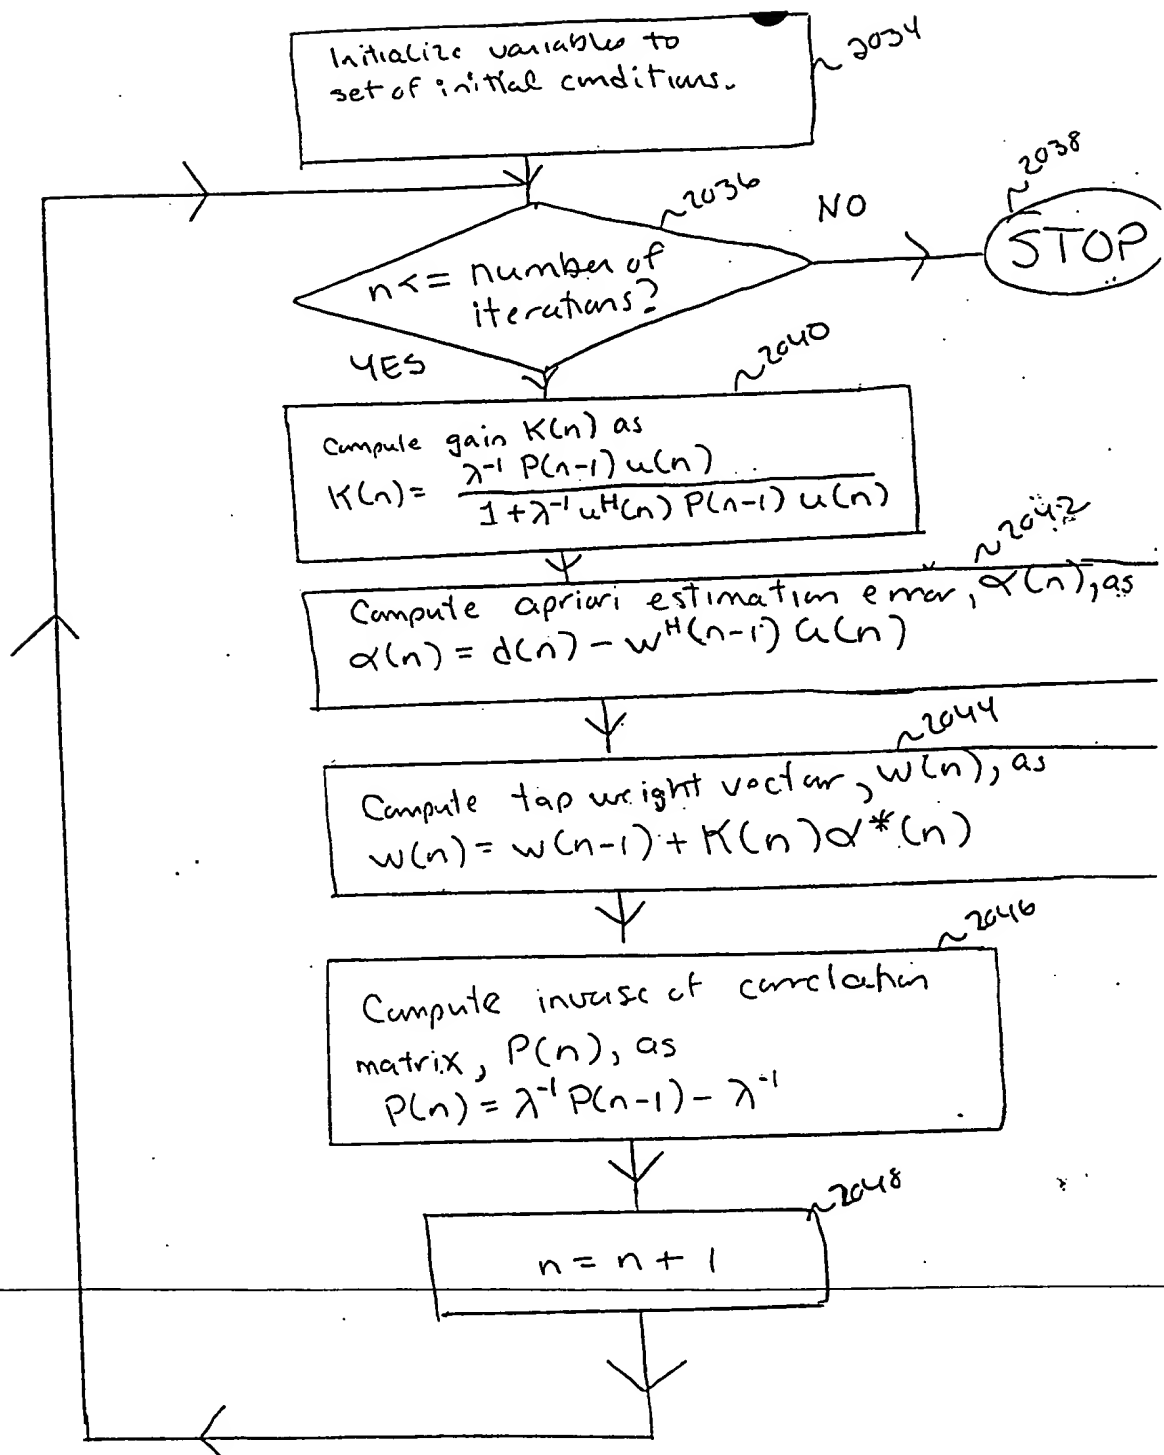 Initialize variables to
set of initial conditions.
~2034
~2038
~2036
NO
STOP
n <= number of
iterations?
YES
~2040
Compute gain K(n) as
K(n) = λ⁻¹ P(n-1) u(n)
1 + λ⁻¹ uᴴ(n) P(n-1) u(n)
~2042
Compute apriori estimation error, α(n), as
α(n) = d(n) - wᴴ(n-1) u(n)
~2044
Compute tap weight vector, w(n), as
w(n) = w(n-1) + K(n) α*(n)
~2046
Compute inverse of correlation
matrix, P(n), as
P(n) = λ⁻¹ P(n-1) - λ⁻¹
~2048
n = n + 1